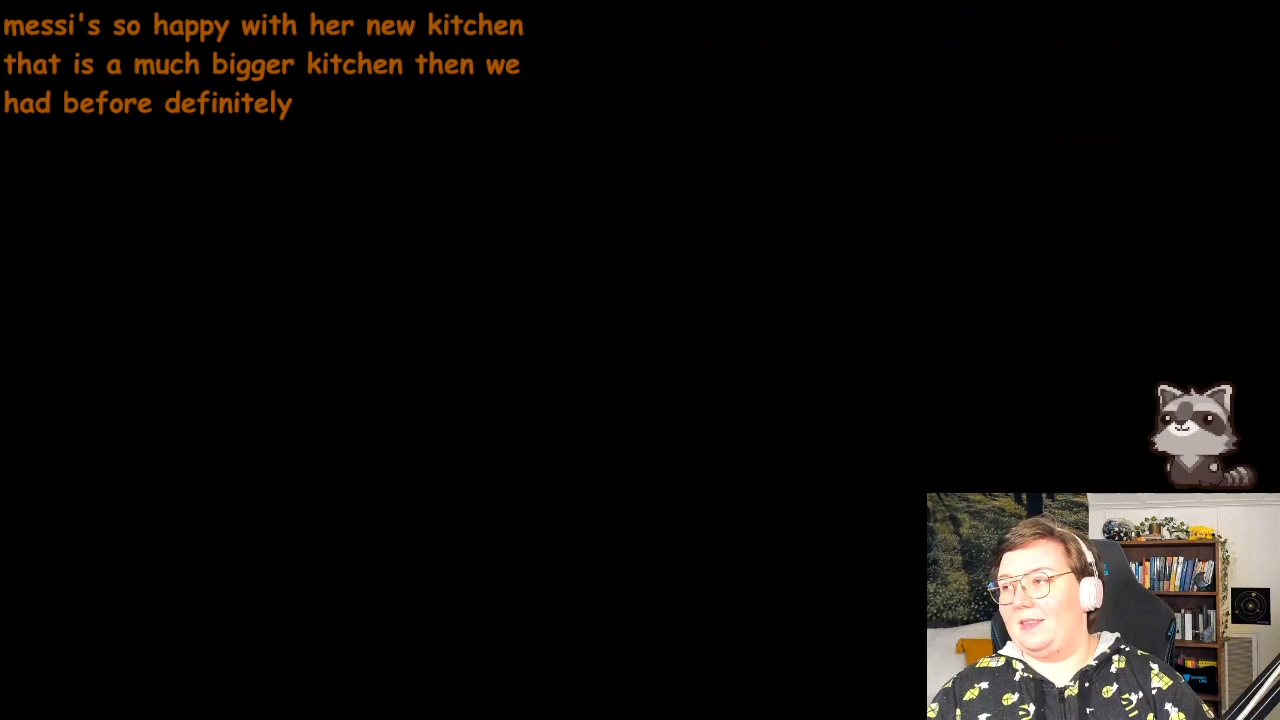 messi's so happy with her new kitchen
that is a much bigger kitchen then we
had before definitely